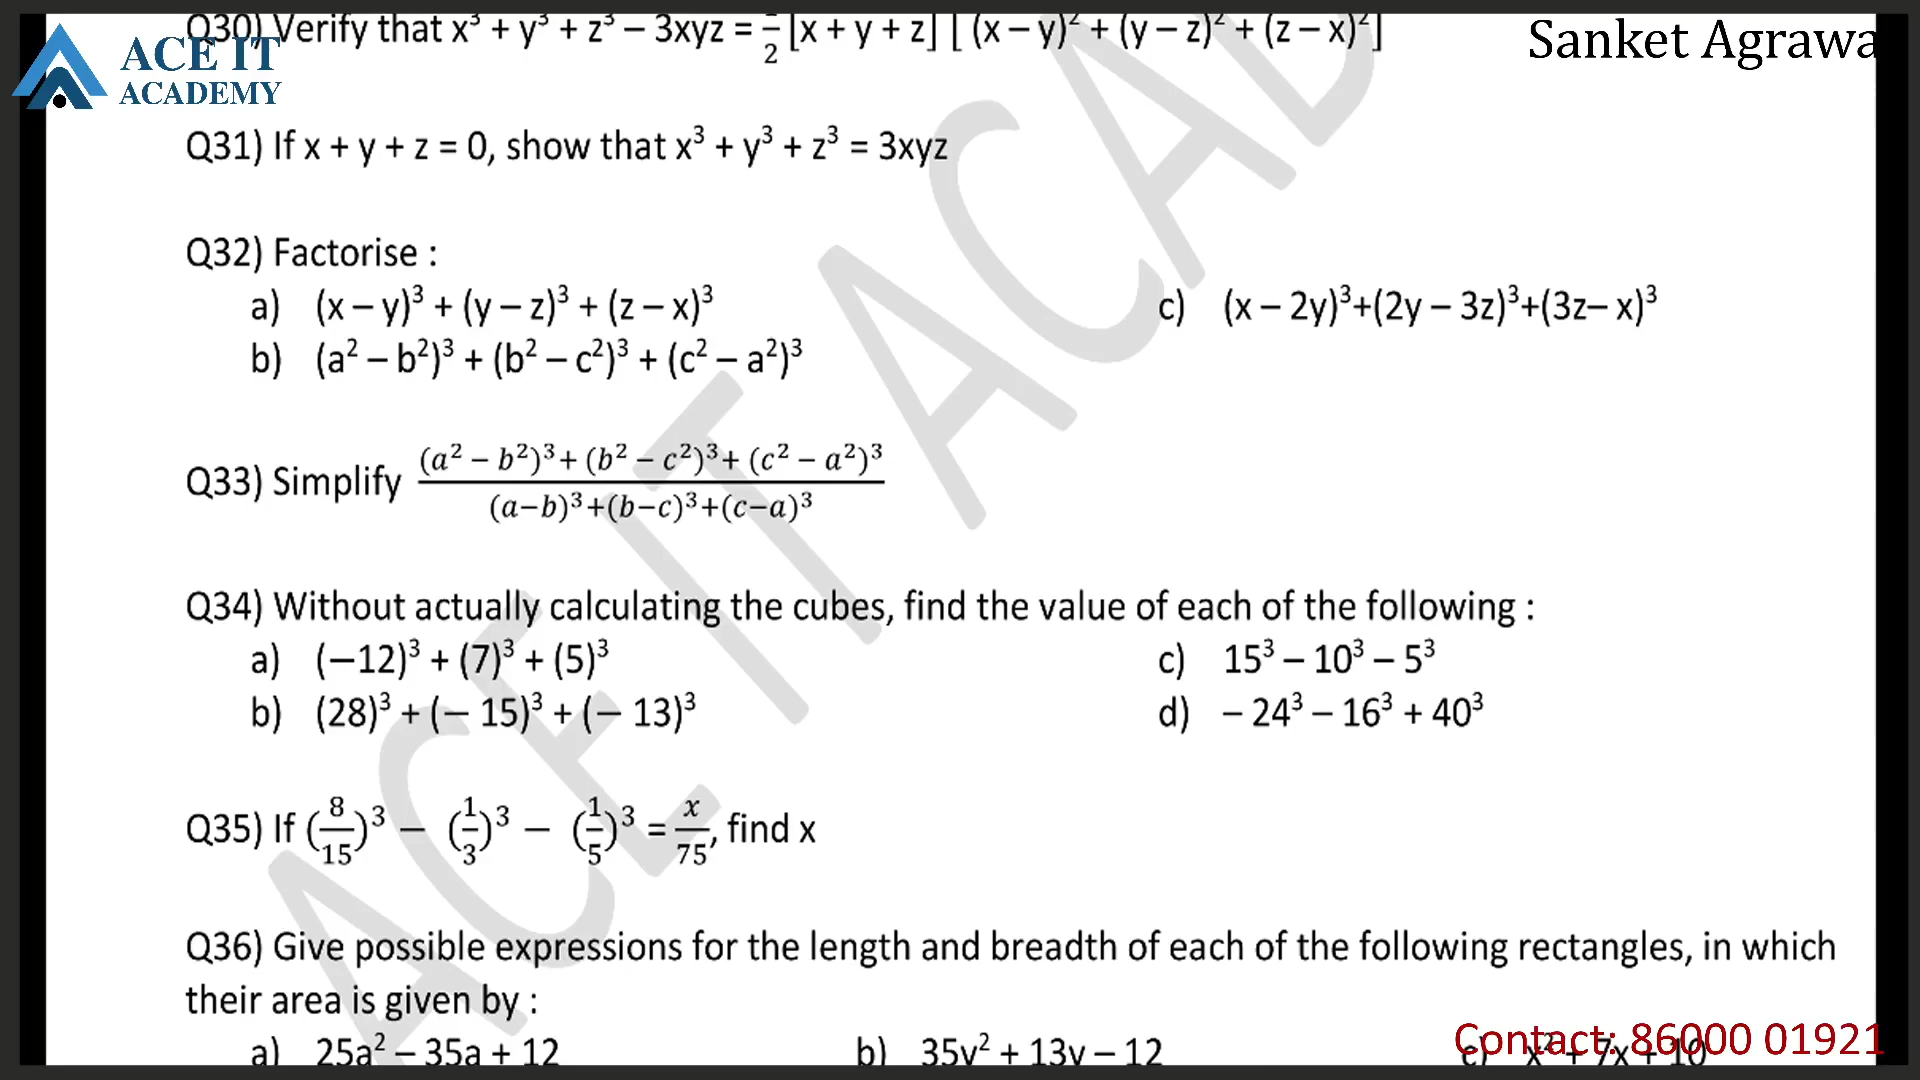 Q30) Verify that x³ + y³ + z³ – 3xyz = 1/2 [x + y + z] [ (x – y)² + (y – z)² + (z – x)² ]
Sanket Agrawa
ACE IT
ACADEMY
Q31) If x + y + z = 0, show that x³ + y³ + z³ = 3xyz
Q32) Factorise :
a) (x – y)³ + (y – z)³ + (z – x)³
c) (x – 2y)³+(2y – 3z)³+(3z– x)³
b) (a² – b²)³ + (b² – c²)³ + (c² – a²)³
Q33) Simplify ((a² – b²)³+ (b² – c²)³+ (c² – a²)³)/((a–b)³+(b–c)³+(c–a)³)
Q34) Without actually calculating the cubes, find the value of each of the following :
a) (–12)³ + (7)³ + (5)³
c) 15³ – 10³ – 5³
b) (28)³ + (– 15)³ + (– 13)³
d) – 24³ – 16³ + 40³
Q35) If (8/15)³ – (1/3)³ – (1/5)³ = x/75, find x
Q36) Give possible expressions for the length and breadth of each of the following rectangles, in which
their area is given by :
a) 25a² – 35a + 12
b) 35y² + 13y – 12
c) x² + 7x + 10
Contact: 86000 01921
ACE IT ACAD